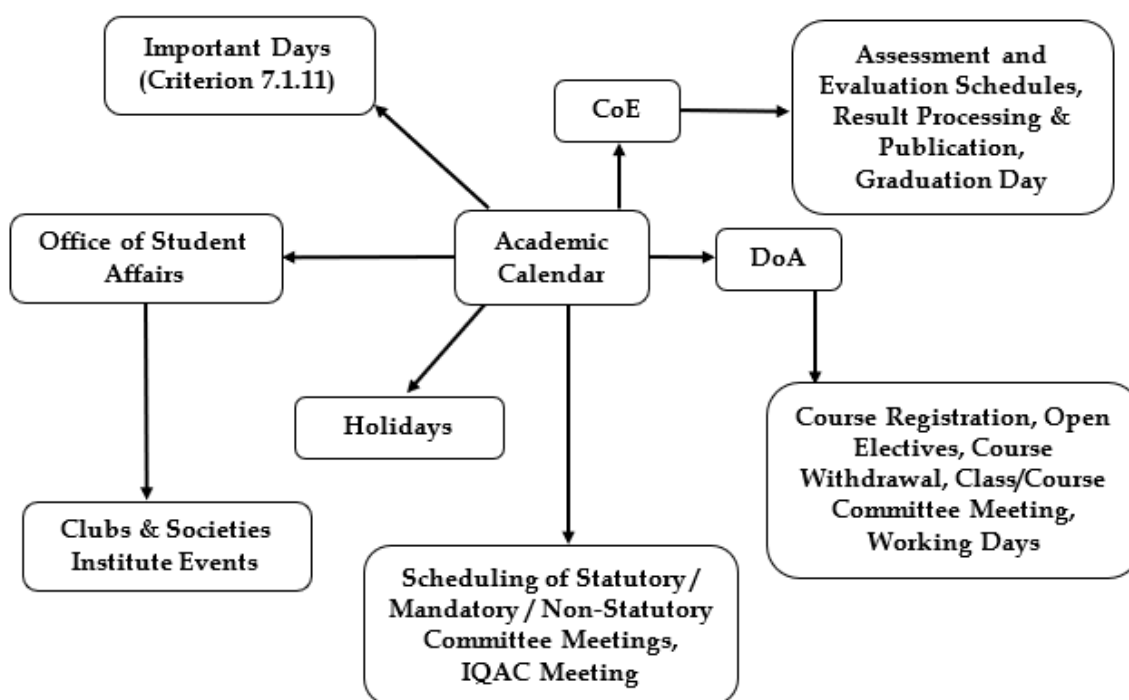 Important Days
(Criterion 7.1.11)
CoE
Assessment and
Evaluation Schedules,
Result Processing &
Publication,
Graduation Day
Office of Student
Affairs
Academic
Calendar
DoA
Holidays
Course Registration, Open
Electives, Course
Withdrawal, Class/Course
Committee Meeting,
Working Days
Clubs & Societies
Institute Events
Scheduling of Statutory /
Mandatory / Non-Statutory
Committee Meetings,
IQAC Meeting